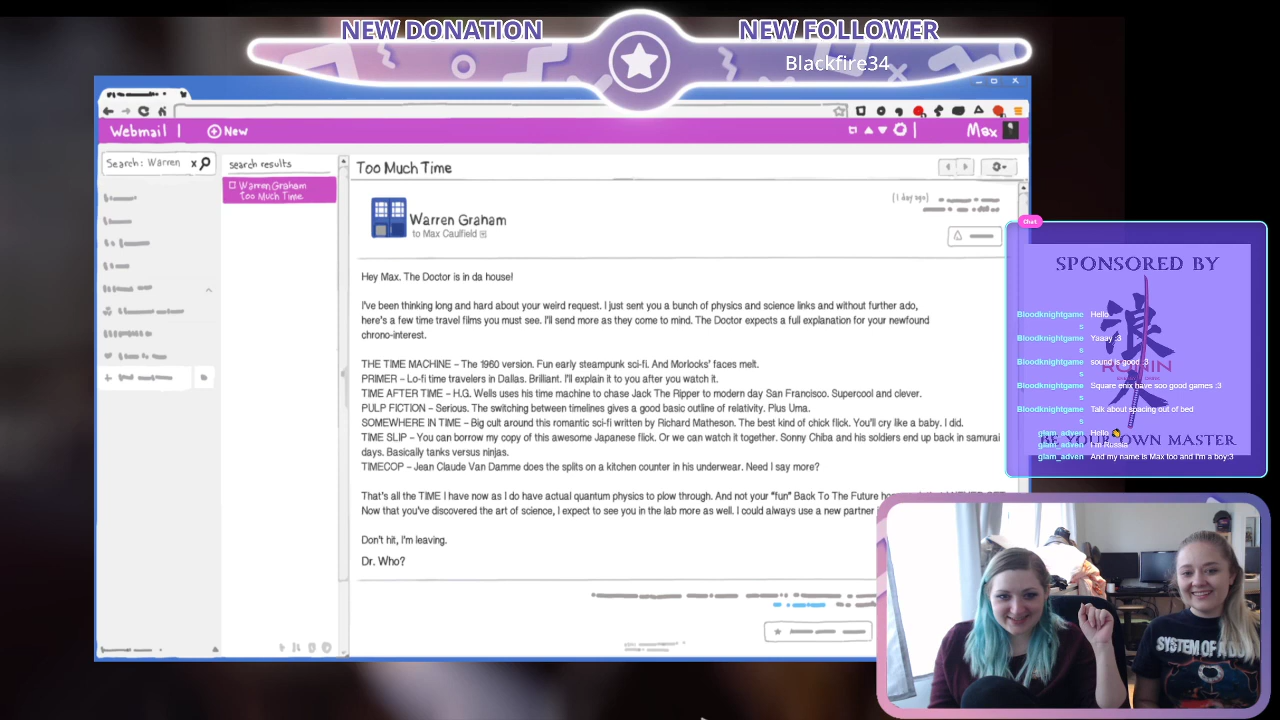 NEW DONATION
NEW FOLLOWER
Blackfire34
Webmail
New
Max
Search: Warren x
search results
Warren Graham
Too Much Time
Too Much Time
Warren Graham
to Max Caulfield
(1 day ago)
Hey Max. The Doctor is in da house!
I've been thinking long and hard about your weird request. I just sent you a bunch of physics and science links and without further ado,
here's a few time travel films you must see. I'll send more as they come to mind. The Doctor expects a full explanation for your newfound
chrono-interest.
THE TIME MACHINE – The 1960 version. Fun early steampunk sci-fi. And Morlocks' faces melt.
PRIMER – Lo-fi time travelers in Dallas. Brilliant. I'll explain it to you after you watch it.
TIME AFTER TIME – H.G. Wells uses his time machine to chase Jack The Ripper to modern day San Francisco. Supercool and clever.
PULP FICTION – Serious. The switching between timelines gives a good basic outline of relativity. Plus Uma.
SOMEWHERE IN TIME – Big cult around this romantic sci-fi written by Richard Matheson. The best kind of chick flick. You'll cry like a baby. I did.
TIME SLIP – You can borrow my copy of this awesome Japanese flick. Or we can watch it together. Sonny Chiba and his soldiers end up back in samurai
days. Basically tanks versus ninjas.
TIMECOP – Jean Claude Van Damme does the splits on a kitchen counter in his underwear. Need I say more?
That's all the TIME I have now as I do have actual quantum physics to plow through. And not your "fun" Back To The Future
Now that you've discovered the art of science, I expect to see you in the lab more as well. I could always use a new partner
Don't hit, I'm leaving.
Dr. Who?
Chat
SPONSORED BY
浪人
RONIN
BE YOUR OWN MASTER
Bloodknightgames Hello
Bloodknightgames Yaaay :3
Bloodknightgames sound is good :3
Bloodknightgames Square enix have soo good games :3
Bloodknightgames Talk about spacing out of bed
glam_adven Hello 👋
glam_adven I'm Russia
glam_adven And my name is Max too and I'm a boy:3
SYSTEM OF A